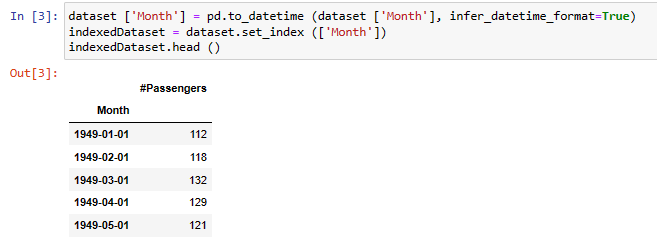 In [3]: dataset ['Month'] = pd.to_datetime (dataset ['Month'], infer_datetime_format=True)
indexedDataset = dataset.set_index (['Month'])
indexedDataset.head ()
Out[3]:
#Passengers
Month
1949-01-01 112
1949-02-01 118
1949-03-01 132
1949-04-01 129
1949-05-01 121